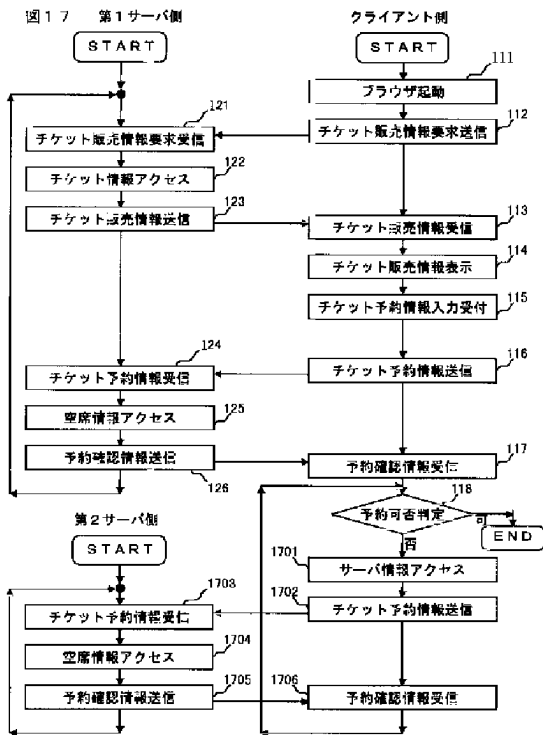 図17 第1サーバ側 クライアント側
START START
ブラウザ起動 111
チケット販売情報要求受信 121 チケット販売情報要求送信 112
チケット情報アクセス 122
チケット販売情報送信 123 チケット販売情報受信 113
チケット販売情報表示 114
チケット予約情報入力受付 115
チケット予約情報受信 124 チケット予約情報送信 116
空席情報アクセス 125
予約確認情報送信 126 予約確認情報受信 117
予約可否判定 118 可 END
否
第2サーバ側
START
サーバ情報アクセス 1701
チケット予約情報受信 1703 チケット予約情報送信 1702
空席情報アクセス 1704
予約確認情報送信 1705 予約確認情報受信 1706